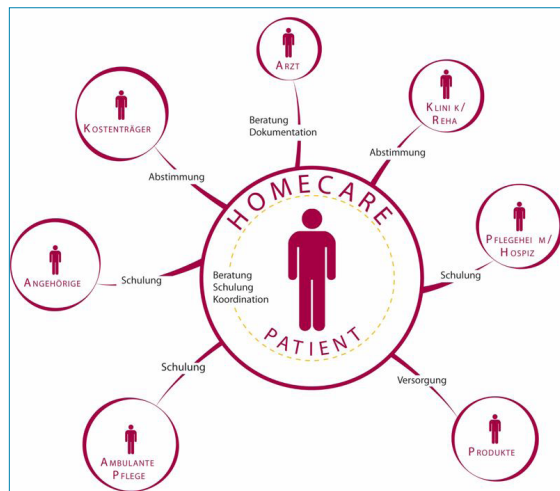 ARZT
KLINI K/
REHA
KOSTENTRÄGER
Beratung
Dokumentation
Abstimmung
Abstimmung
HOMECARE
PFLEGEHEI M/
HOSPIZ
ANGEHÖRIGE
Schulung
Beratung
Schulung
Koordination
Schulung
PATIENT
Schulung
Versorgung
AMBULANTE
PFLEGE
PRODUKTE